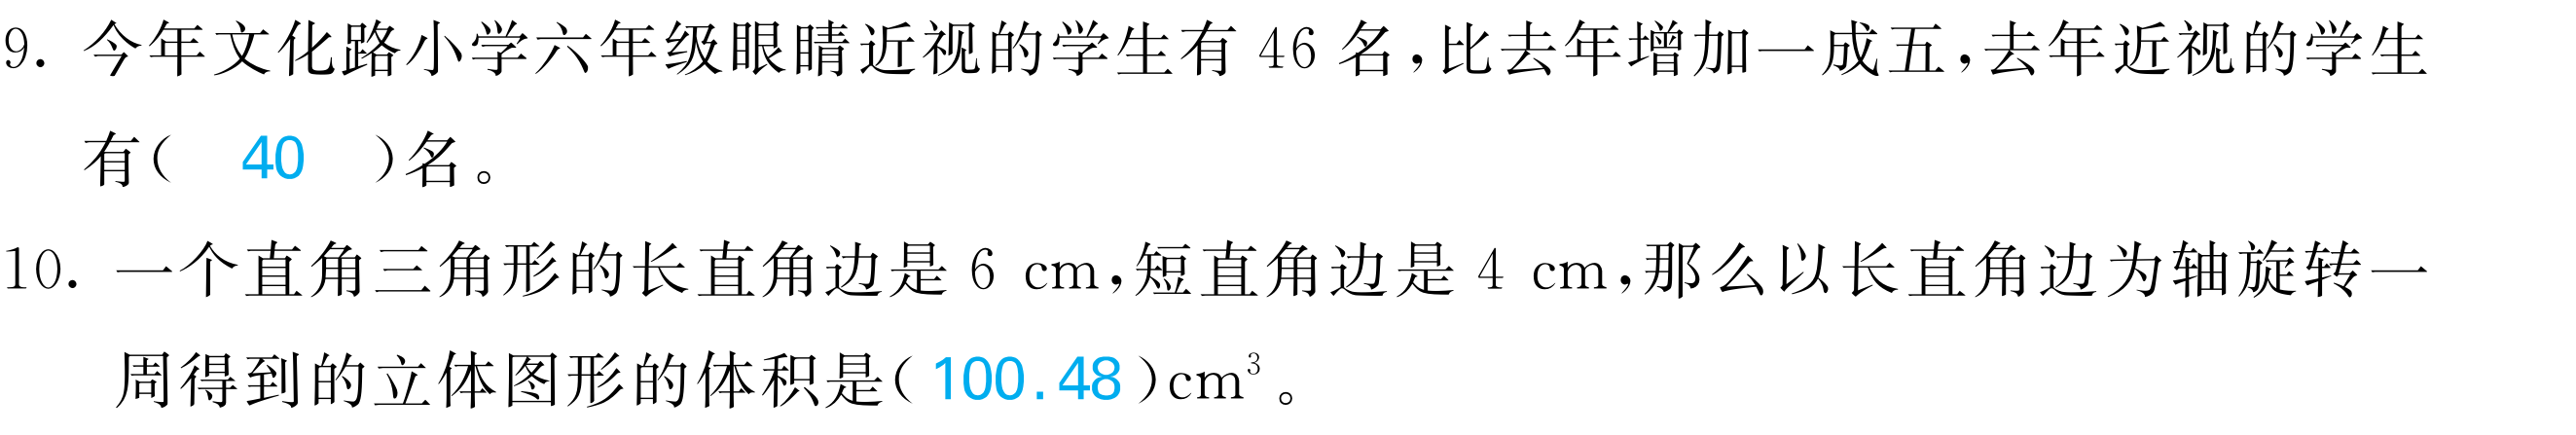 9. 今年文化路小学六年级眼睛近视的学生有 46 名,比去年增加一成五,去年近视的学生
有( 40 )名。
10. 一个直角三角形的长直角边是 6 cm,短直角边是 4 cm,那么以长直角边为轴旋转一
周得到的立体图形的体积是( 100.48 )cm³。